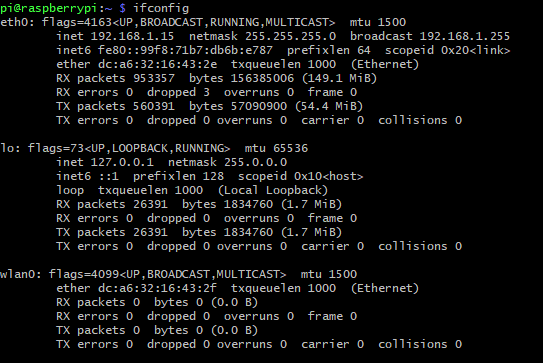 pi@raspberrypi:~ $ ifconfig
eth0: flags=4163<UP,BROADCAST,RUNNING,MULTICAST>  mtu 1500
        inet 192.168.1.15  netmask 255.255.255.0  broadcast 192.168.1.255
        inet6 fe80::99f8:71b7:db6b:e787  prefixlen 64  scopeid 0x20<link>
        ether dc:a6:32:16:43:2e  txqueuelen 1000  (Ethernet)
        RX packets 953357  bytes 156385006 (149.1 MiB)
        RX errors 0  dropped 3  overruns 0  frame 0
        TX packets 560391  bytes 57090900 (54.4 MiB)
        TX errors 0  dropped 0 overruns 0  carrier 0  collisions 0

lo: flags=73<UP,LOOPBACK,RUNNING>  mtu 65536
        inet 127.0.0.1  netmask 255.0.0.0
        inet6 ::1  prefixlen 128  scopeid 0x10<host>
        loop  txqueuelen 1000  (Local Loopback)
        RX packets 26391  bytes 1834760 (1.7 MiB)
        RX errors 0  dropped 0  overruns 0  frame 0
        TX packets 26391  bytes 1834760 (1.7 MiB)
        TX errors 0  dropped 0 overruns 0  carrier 0  collisions 0

wlan0: flags=4099<UP,BROADCAST,MULTICAST>  mtu 1500
        ether dc:a6:32:16:43:2f  txqueuelen 1000  (Ethernet)
        RX packets 0  bytes 0 (0.0 B)
        RX errors 0  dropped 0  overruns 0  frame 0
        TX packets 0  bytes 0 (0.0 B)
        TX errors 0  dropped 0 overruns 0  carrier 0  collisions 0